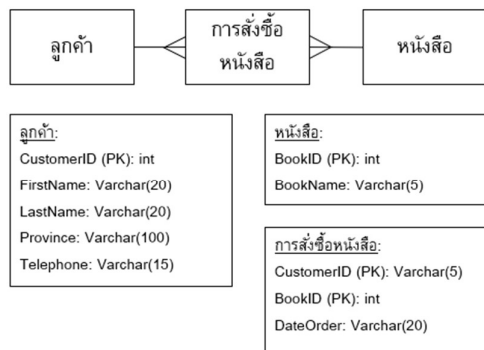 ลูกค้า
การสั่งซื้อ
หนังสือ
หนังสือ
ลูกค้า:
CustomerID (PK): int
FirstName: Varchar(20)
LastName: Varchar(20)
Province: Varchar(100)
Telephone: Varchar(15)
หนังสือ:
BookID (PK): int
BookName: Varchar(5)
การสั่งซื้อหนังสือ:
CustomerID (PK): Varchar(5)
BookID (PK): int
DateOrder: Varchar(20)